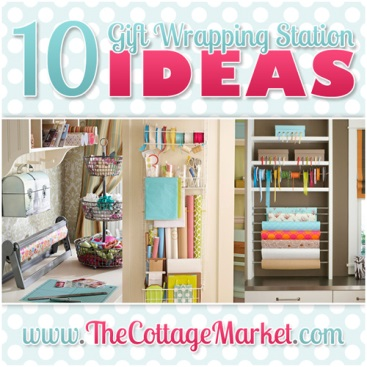 10 Gift Wrapping Station
IDEAS
www.TheCottageMarket.com